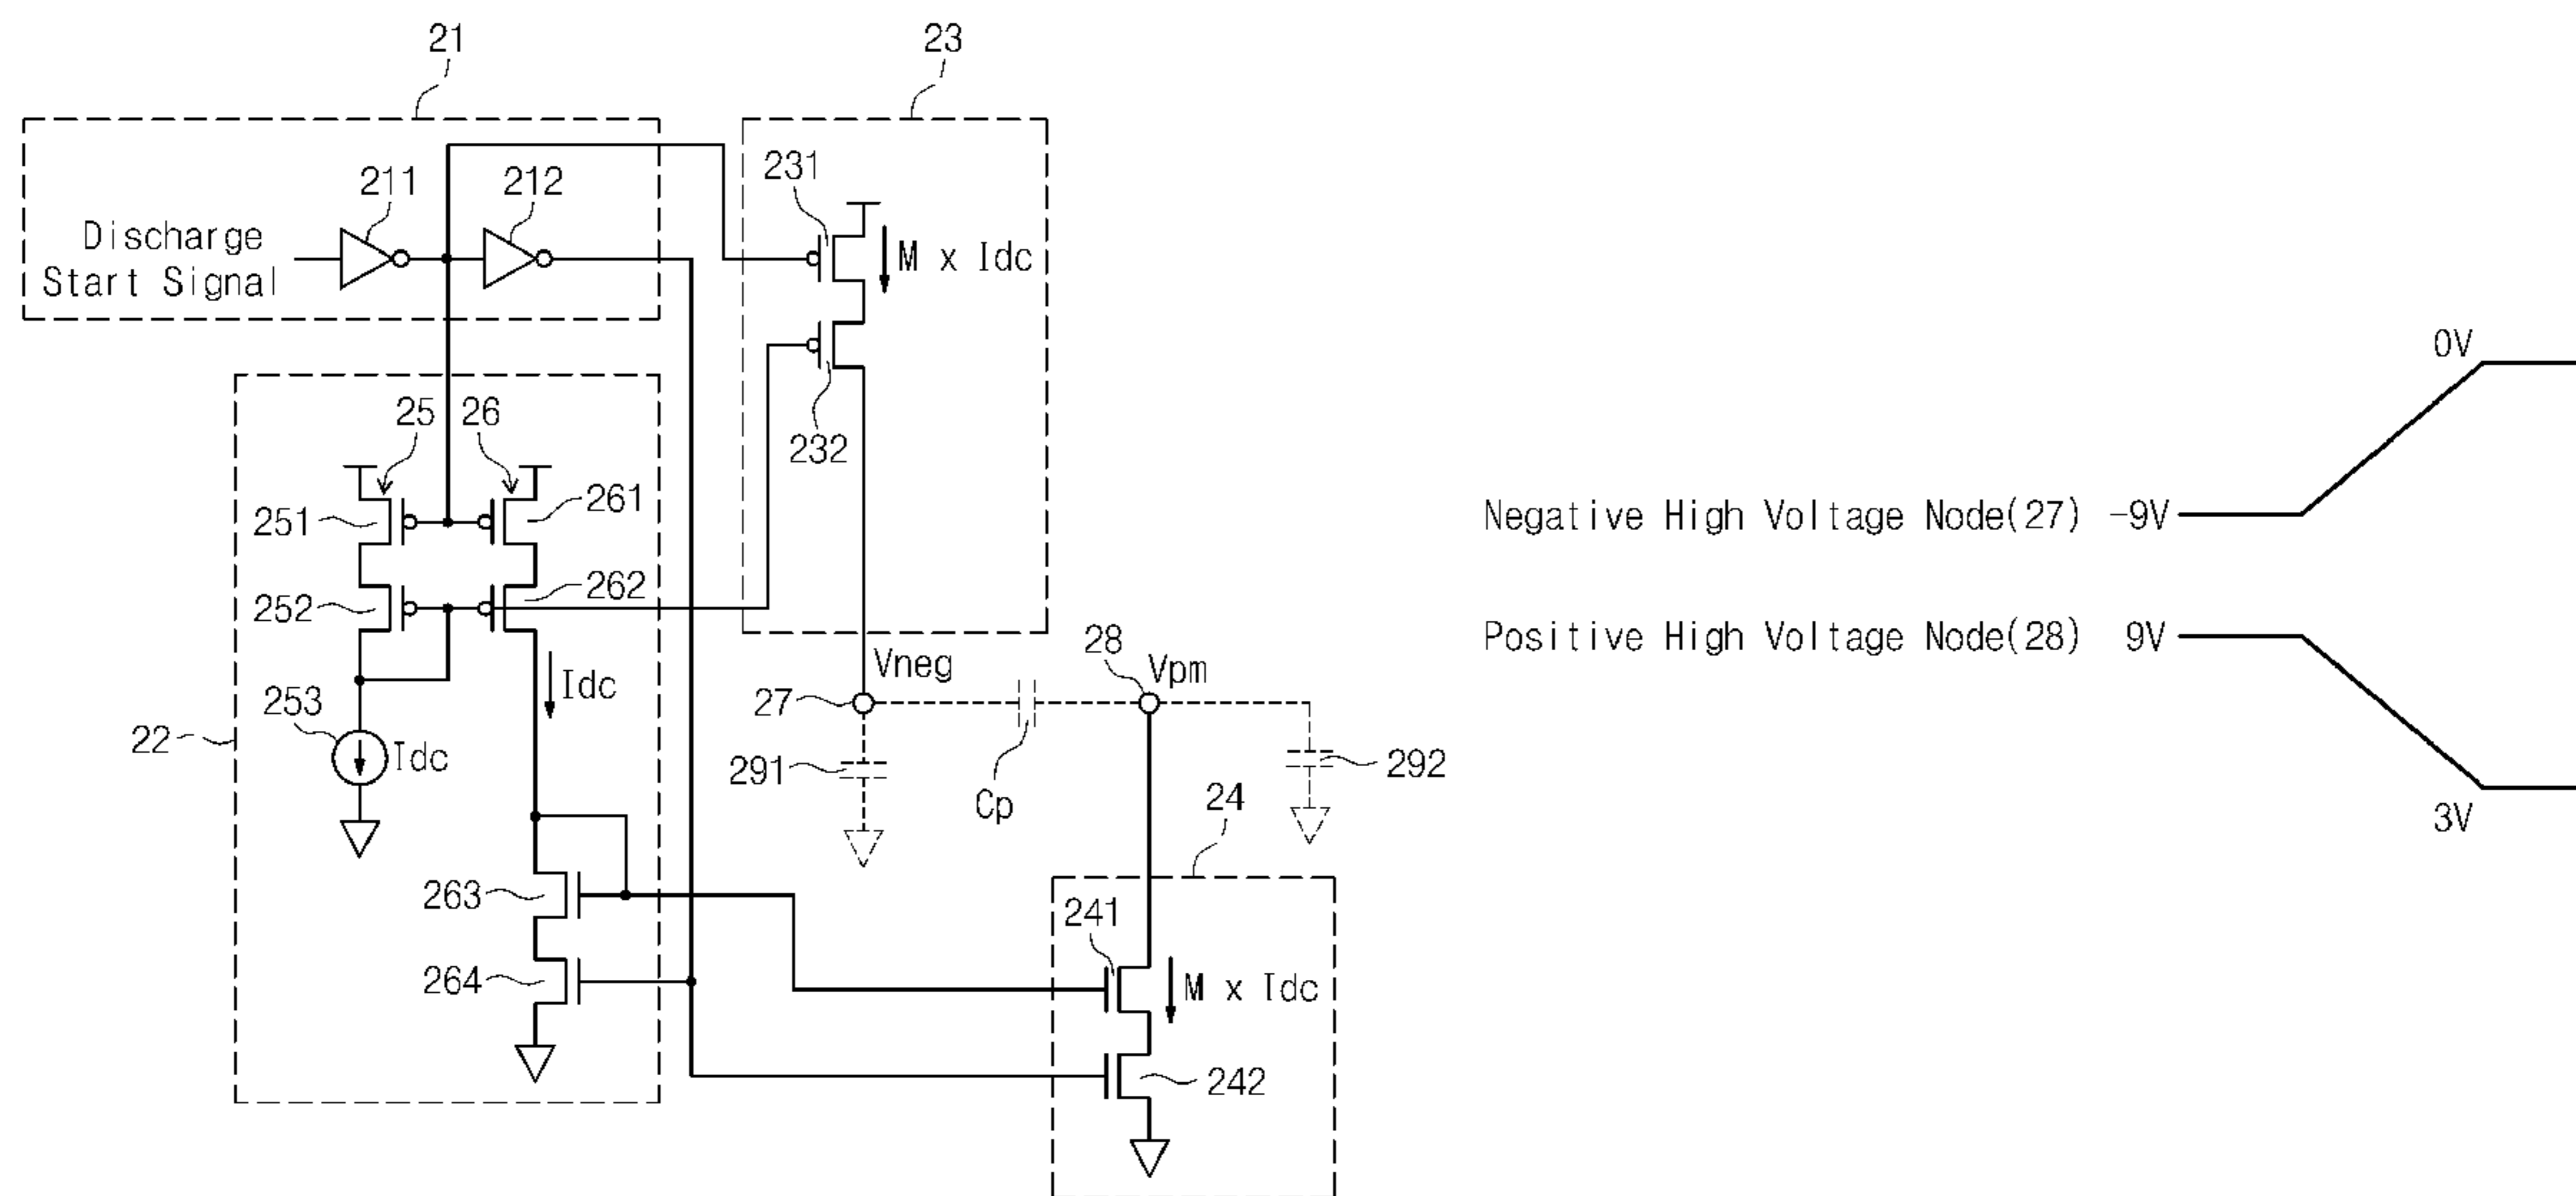 21
23
211
212
231
Discharge
Start Signal
M x Idc
0V
25
26
232
251
261
Negative High Voltage Node(27) -9V
252
262
28
Positive High Voltage Node(28) 9V
Vneg
Vpm
Idc
27
253
22
Idc
291
292
Cp
24
3V
263
241
264
M x Idc
242